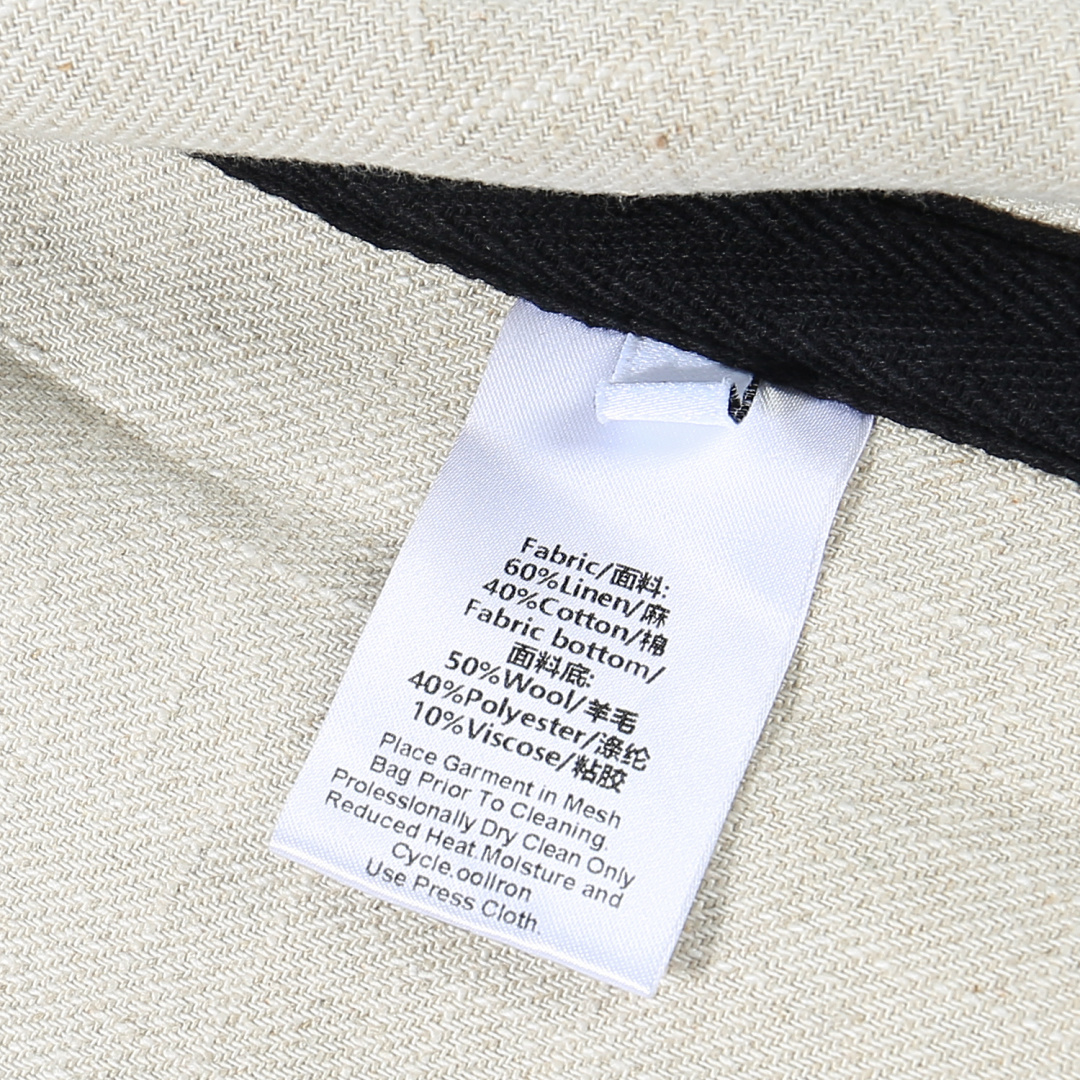 Fabric/面料:
60%Linen/麻
40%Cotton/棉
Fabric bottom/
面料底:
50%Wool/羊毛
40%Polyester/涤纶
10%Viscose/粘胶
Place Garment in Mesh
Bag Prior To Cleaning.
Prolessionally Dry Clean Only
Reduced Heat.Molsture and
Cycle.oollron
Use Press Cloth.